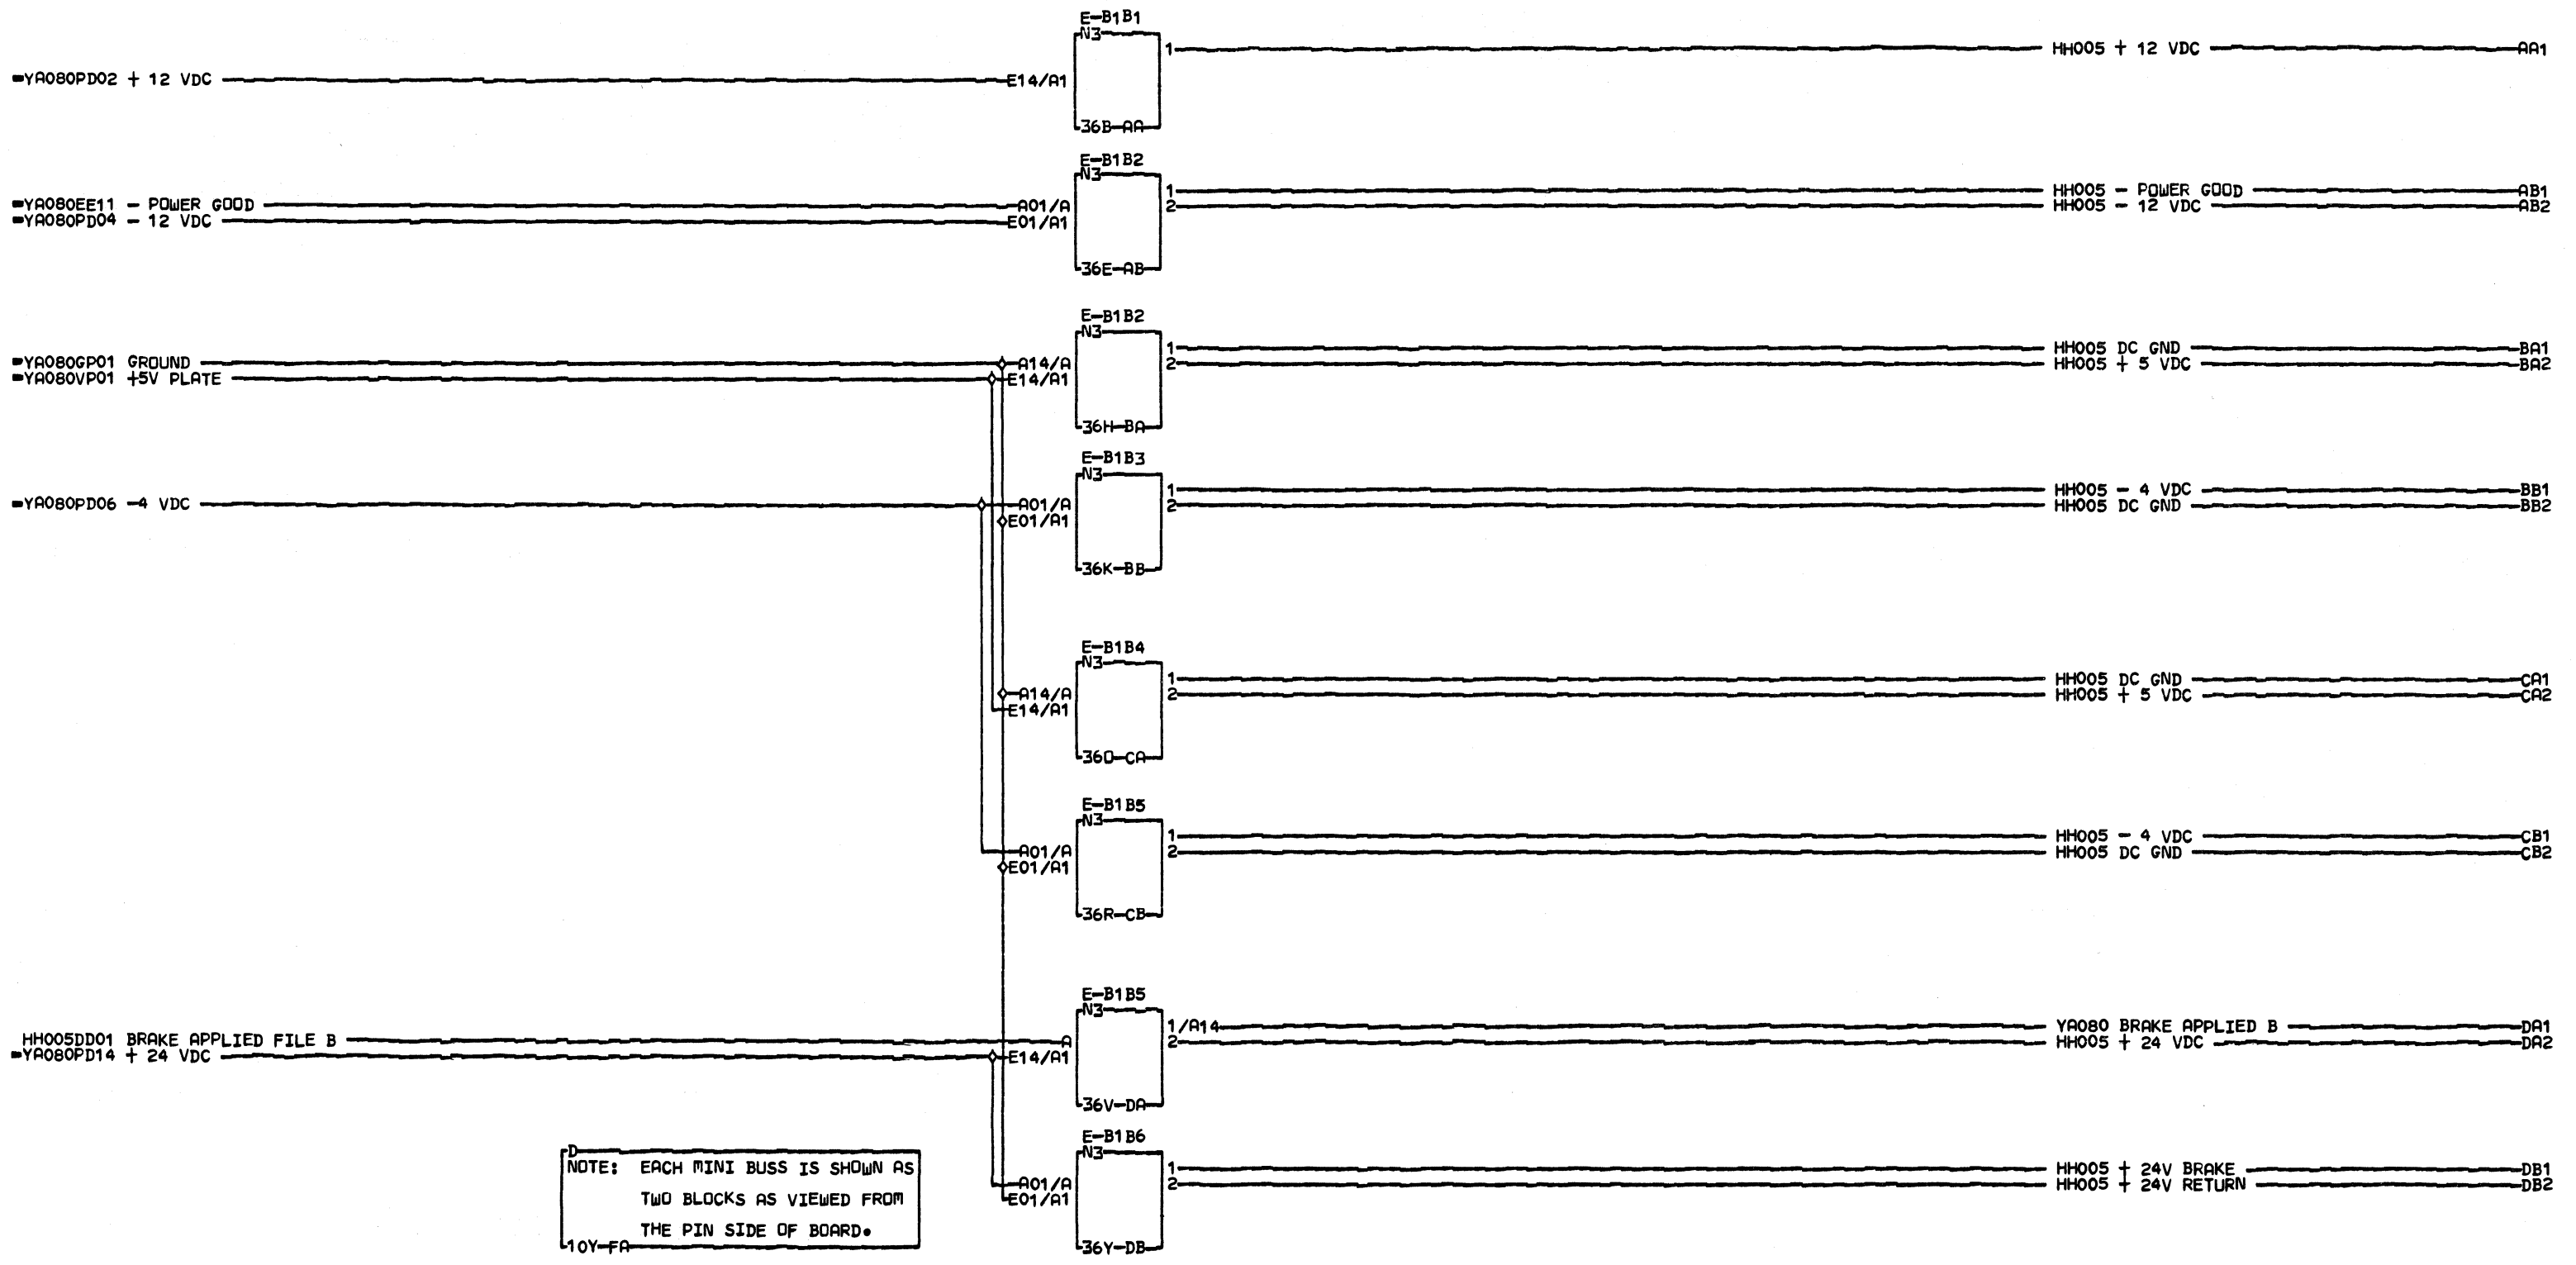 E-B1B1
N3
1 HH005 + 12 VDC AA1
YA080PD02 + 12 VDC E14/A1
36B-AA
E-B1B2
N3
1 HH005 - POWER GOOD AB1
YA080EE11 - POWER GOOD A01/A 2 HH005 - 12 VDC AB2
YA080PD04 - 12 VDC E01/A1
36E-AB
E-B1B2
N3
1 HH005 DC GND BA1
YA080GP01 GROUND A14/A 2 HH005 + 5 VDC BA2
YA080VP01 +5V PLATE E14/A1
36H-BA
E-B1B3
N3
1 HH005 - 4 VDC BB1
YA080PD06 -4 VDC A01/A 2 HH005 DC GND BB2
E01/A1
36K-BB
E-B1B4
N3
1 HH005 DC GND CA1
A14/A 2 HH005 + 5 VDC CA2
E14/A1
36O-CA
E-B1B5
N3
1 HH005 - 4 VDC CB1
A01/A 2 HH005 DC GND CB2
E01/A1
36R-CB
E-B1B5
N3
1/A14 YA080 BRAKE APPLIED B DA1
HH005DD01 BRAKE APPLIED FILE B A 2 HH005 + 24 VDC DA2
YA080PD14 + 24 VDC E14/A1
36V-DA
E-B1B6
N3
1 HH005 + 24V BRAKE DB1
A01/A 2 HH005 + 24V RETURN DB2
E01/A1
36Y-DB
D
NOTE: EACH MINI BUSS IS SHOWN AS
TWO BLOCKS AS VIEWED FROM
THE PIN SIDE OF BOARD.
10Y-FA